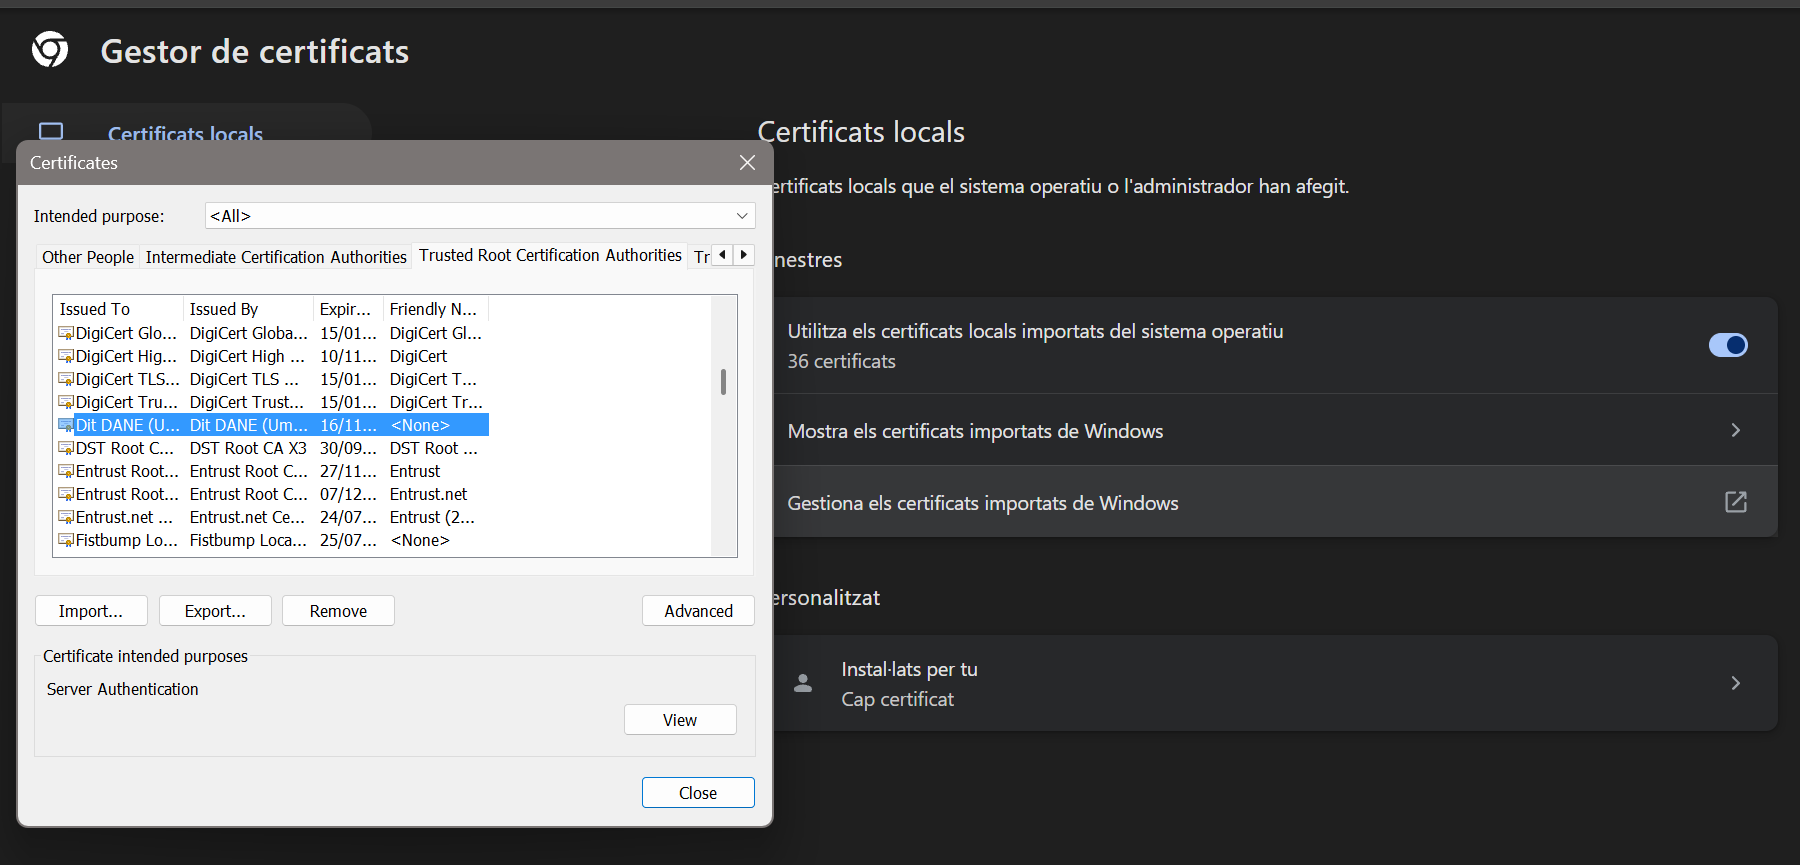 Gestor de certificats
Certificats locals
Certificates
Intended purpose:
<All>
Other People
Intermediate Certification Authorities
Trusted Root Certification Authorities
Tr
Issued To Issued By Expir... Friendly N...
DigiCert Glo... DigiCert Globa... 15/01... DigiCert Gl...
DigiCert Hig... DigiCert High ... 10/11... DigiCert
DigiCert TLS... DigiCert TLS ... 15/01... DigiCert T...
DigiCert Tru... DigiCert Trust... 15/01... DigiCert Tr...
Dit DANE (U... Dit DANE (Um... 16/11... <None>
DST Root C... DST Root CA X3 30/09... DST Root ...
Entrust Root... Entrust Root C... 27/11... Entrust
Entrust Root... Entrust Root C... 07/12... Entrust.net
Entrust.net ... Entrust.net Ce... 24/07... Entrust (2...
Fistbump Lo... Fistbump Loca... 25/07... <None>
Import...
Export...
Remove
Advanced
Certificate intended purposes
Server Authentication
View
Close
Certificats locals
ertificats locals que el sistema operatiu o l'administrador han afegit.
nestres
Utilitza els certificats locals importats del sistema operatiu
36 certificats
Mostra els certificats importats de Windows
Gestiona els certificats importats de Windows
ersonalitzat
Instal·lats per tu
Cap certificat